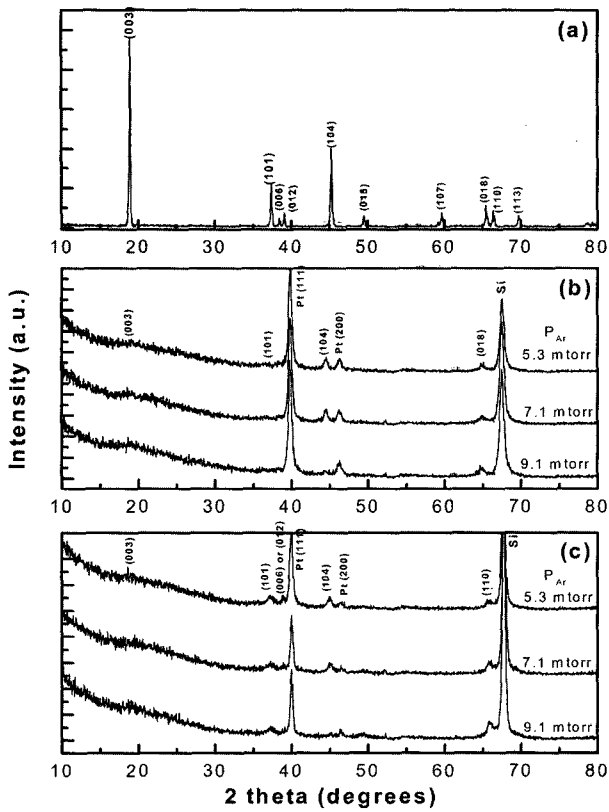 (a)
(003)
(101)
(006)
(012)
(104)
(015)
(107)
(018)
(110)
(113)
10 20 30 40 50 60 70 80
(b)
(003)
(101)
Pt (111)
(104)
Pt (200)
(018)
Si
P Ar
5.3 mtorr
7.1 mtorr
9.1 mtorr
10 20 30 40 50 60 70 80
(c)
(003)
(101)
(006) or (012)
Pt (111)
(104)
Pt (200)
(110)
Si
P Ar
5.3 mtorr
7.1 mtorr
9.1 mtorr
10 20 30 40 50 60 70 80
2 theta (degrees)
Intensity (a.u.)